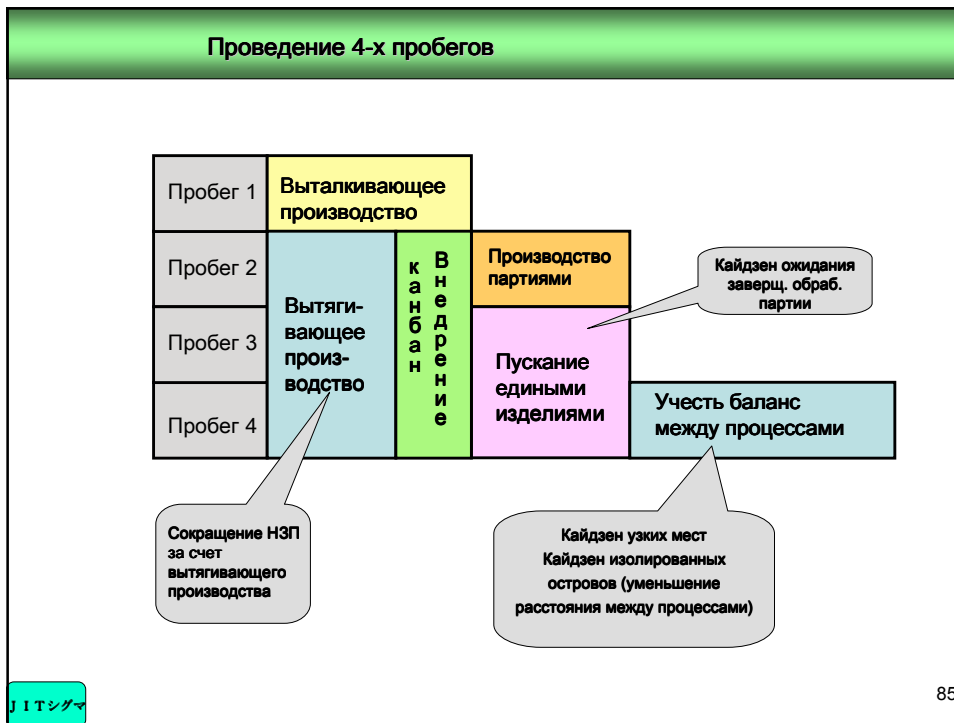 Проведение 4-х пробегов
Пробег 1
Выталкивающее
производство
Пробег 2
Пробег 3
Пробег 4
Вытяги-
вающее
произ-
водство
Внедрение
канбан
Производство
партиями
Пускание
едиными
изделиями
Кайдзен ожидания
заверщ. обраб.
партии
Учесть баланс
между процессами
Сокращение НЗП
за счет
вытягивающего
производства
Кайдзен узких мест
Кайдзен изолированных
островов (уменьшение
расстояния между процессами)
ＪＩＴシグマ
85